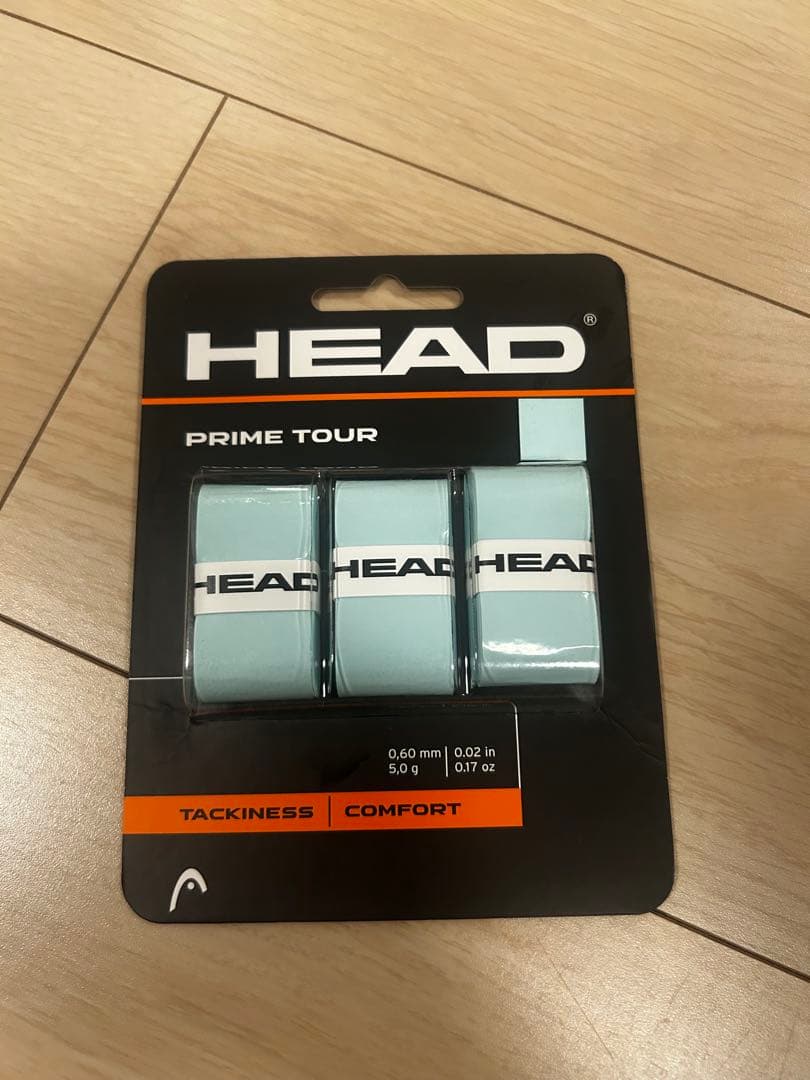 HEAD®
PRIME TOUR
HEAD HEAD HEAD
0,60 mm | 0.02 in
5,0 g | 0.17 oz
TACKINESS | COMFORT